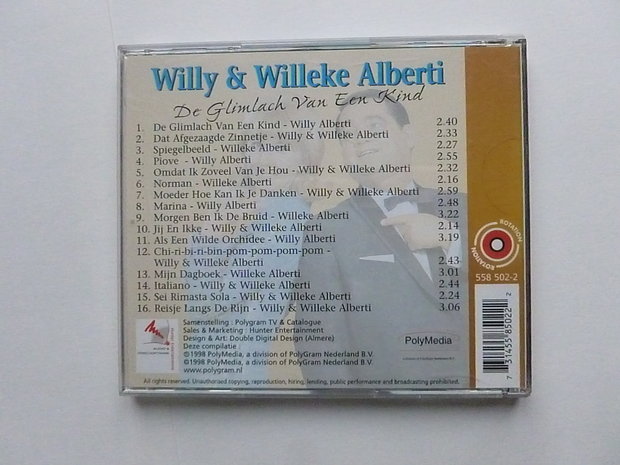 Willy & Willeke Alberti
De Glimlach Van Een Kind
1. De Glimlach Van Een Kind - Willy Alberti 2.40
2. Dat Afgezaagde Zinnetje - Willy & Willeke Alberti 2.33
3. Spiegelbeeld - Willeke Alberti 2.27
4. Piove - Willy Alberti 2.55
5. Omdat Ik Zoveel Van Je Hou - Willy & Willeke Alberti 2.32
6. Norman - Willeke Alberti 2.16
7. Moeder Hoe Kan Ik Je Danken - Willy & Willeke Alberti 2.59
8. Marina - Willy Alberti 2.48
9. Morgen Ben Ik De Bruid - Willeke Alberti 3.22
10. Jij En Ikke - Willy & Willeke Alberti 2.14
11. Als Een Wilde Orchidee - Willy Alberti 3.19
12. Chi-ri-bi-ri-bin-pom-pom-pom-pom -
Willy & Willeke Alberti 2.43
13. Mijn Dagboek - Willeke Alberti 3.01
14. Italiano - Willy & Willeke Alberti 2.44
15. Sei Rimasta Sola - Willy & Willeke Alberti 2.24
16. Reisje Langs De Rijn - Willy & Willeke Alberti 3.06
Samenstelling : Polygram TV & Catalogue
Sales & Marketing : Hunter Entertainment
Design & Art: Double Digital Design (Almere)
Deze compilatie :
℗1998 PolyMedia, a division of PolyGram Nederland B.V.
©1998 PolyMedia, a division of PolyGram Nederland B.V.
www.polygram.nl
All rights reserved. Unauthorised copying, reproduction, hiring, lending, public performance and broadcasting prohibited.
PolyMedia
a division of PolyGram Nederland B.V.
ROTATION
ROTATION
558 502-2
7 31455 85022 2